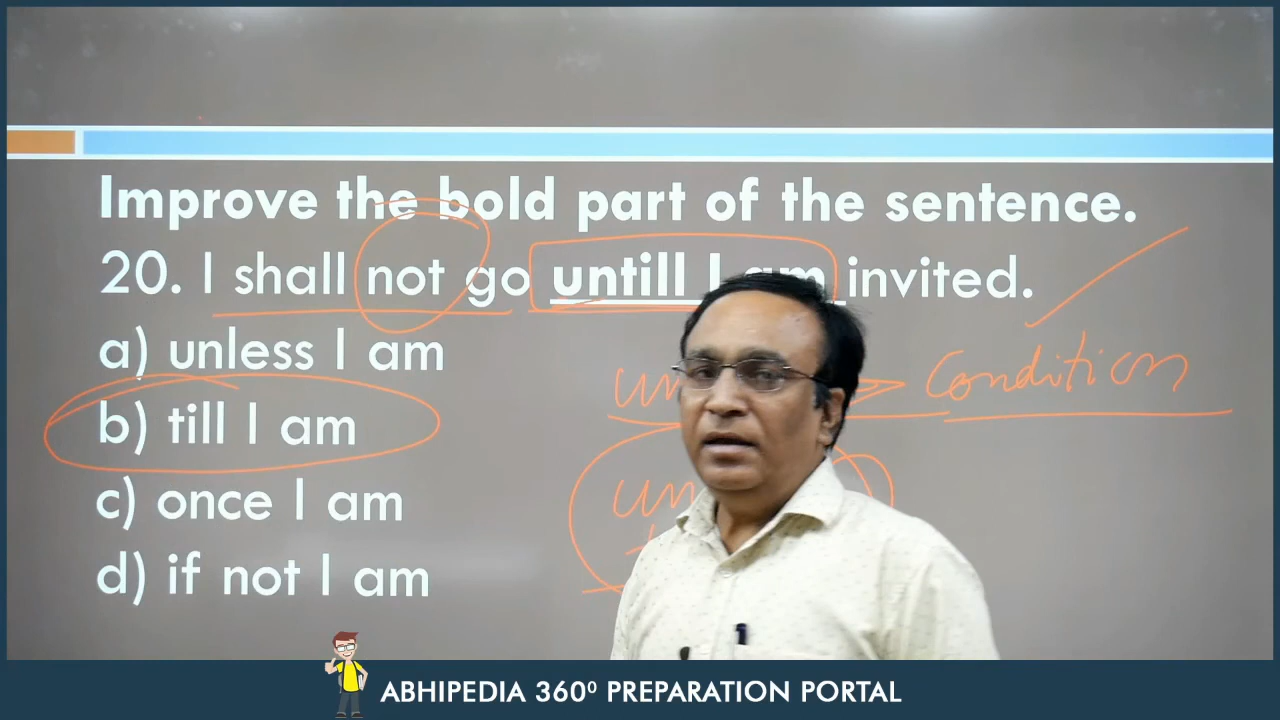 Improve the bold part of the sentence.
20. I shall not go untill I am invited.
a) unless I am
b) till I am
c) once I am
d) if not I am
Condition
ABHIPEDIA 360⁰ PREPARATION PORTAL